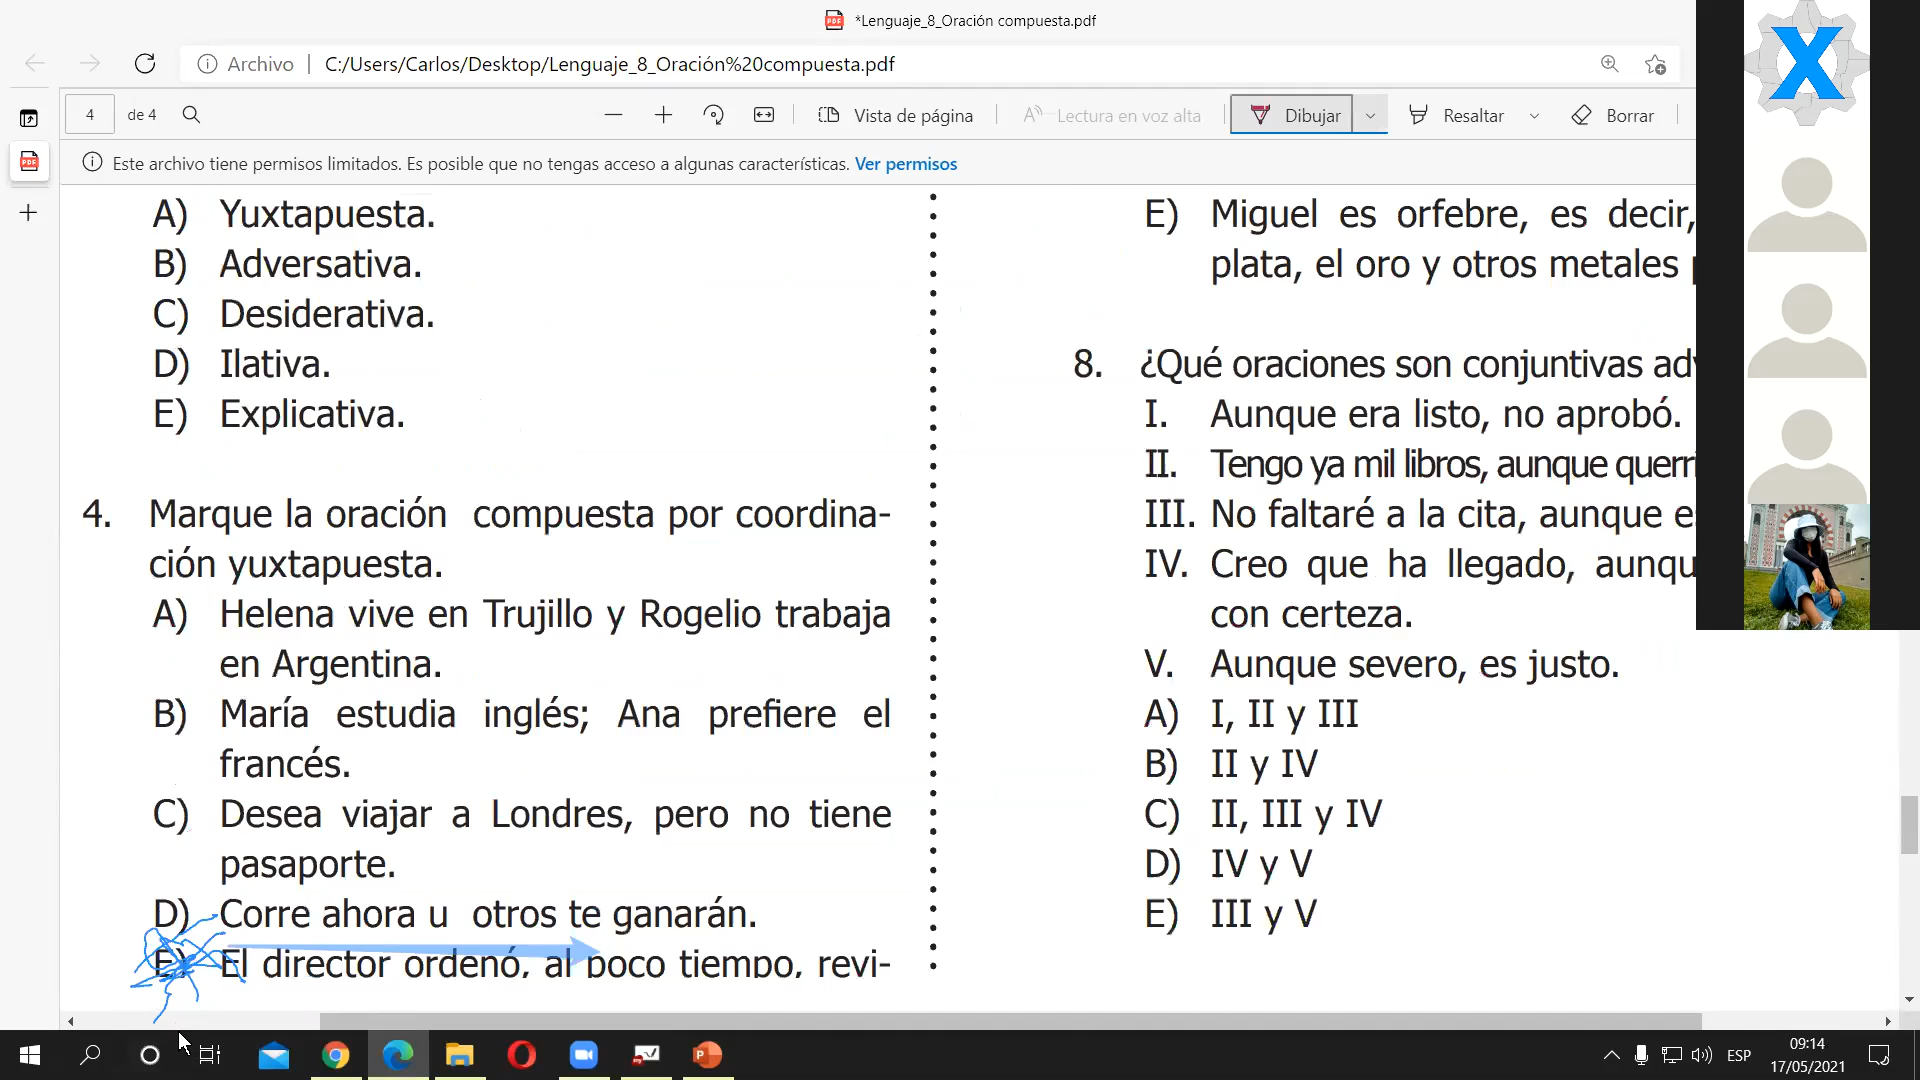 *Lenguaje_8_Oración compuesta.pdf
Archivo | C:/Users/Carlos/Desktop/Lenguaje_8_Oración%20compuesta.pdf
4 de 4 Vista de página Lectura en voz alta Dibujar Resaltar Borrar
Este archivo tiene permisos limitados. Es posible que no tengas acceso a algunas características. Ver permisos
A) Yuxtapuesta.
B) Adversativa.
C) Desiderativa.
D) Ilativa.
E) Explicativa.
4. Marque la oración compuesta por coordina-
ción yuxtapuesta.
A) Helena vive en Trujillo y Rogelio trabaja
en Argentina.
B) María estudia inglés; Ana prefiere el
francés.
C) Desea viajar a Londres, pero no tiene
pasaporte.
D) Corre ahora u otros te ganarán.
E) El director ordenó, al poco tiempo, revi-
E) Miguel es orfebre, es decir,
plata, el oro y otros metales
8. ¿Qué oraciones son conjuntivas
I. Aunque era listo, no aprobó.
II. Tengo ya mil libros, aunque
III. No faltaré a la cita, aunque
IV. Creo que ha llegado,
con certeza.
V. Aunque severo, es justo.
A) I, II y III
B) II y IV
C) II, III y IV
D) IV y V
E) III y V
X
ESP
09:14
17/05/2021